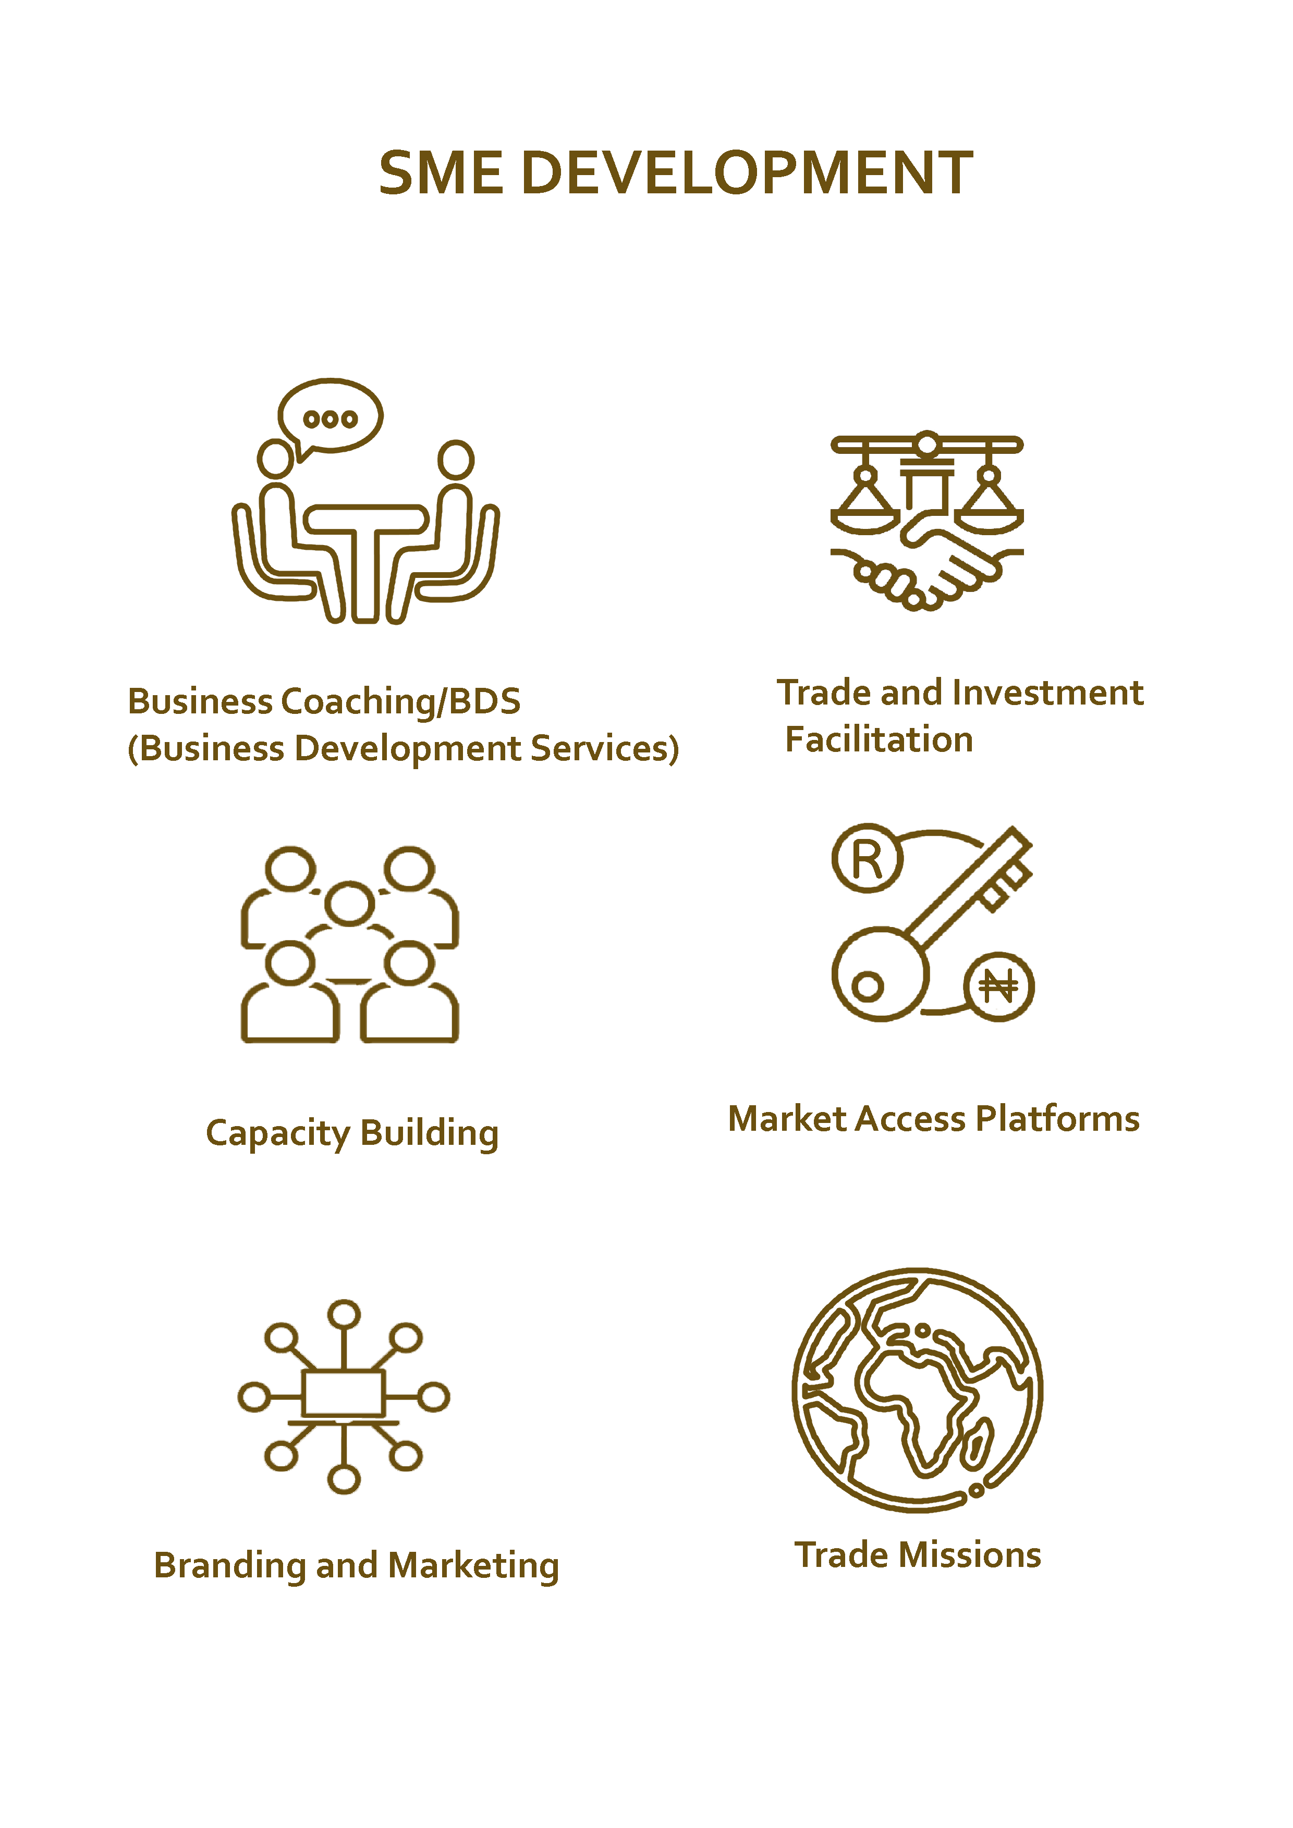 SME DEVELOPMENT
Business Coaching/BDS
(Business Development Services)
Trade and Investment
Facilitation
R
₦
Capacity Building
Market Access Platforms
Branding and Marketing
Trade Missions